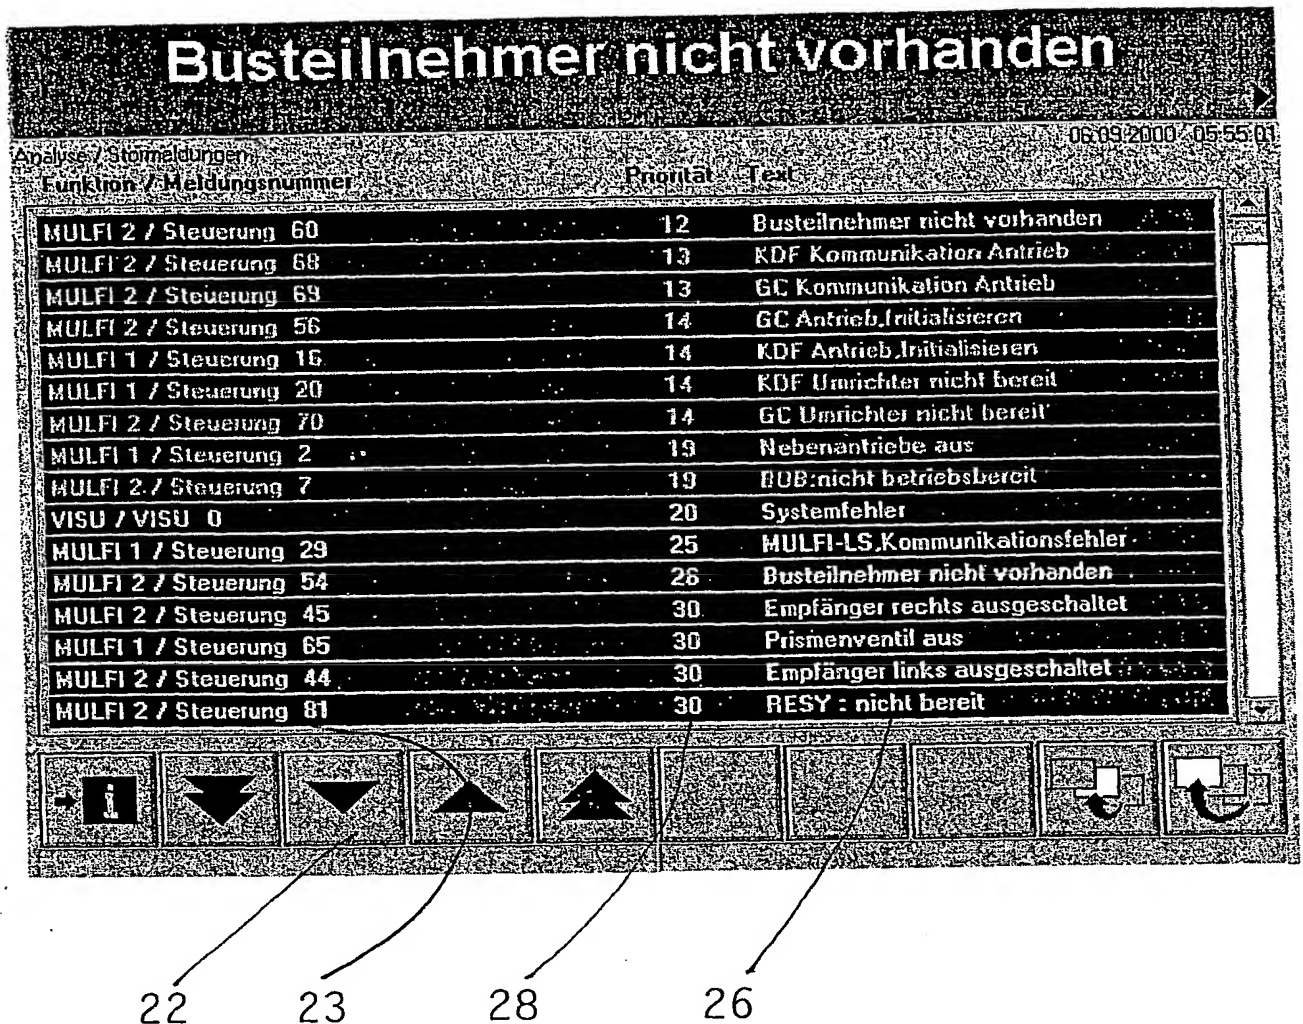 Busteilnehmer nicht vorhanden
06.09.2000 05:55:01
Analyse / Störmeldungen
Funktion / Meldungsnummer Priorität Text
MULFI 2 / Steuerung 60 12 Busteilnehmer nicht vorhanden
MULFI 2 / Steuerung 68 13 KDF Kommunikation Antrieb
MULFI 2 / Steuerung 69 13 GC Kommunikation Antrieb
MULFI 2 / Steuerung 56 14 GC Antrieb,Initialisieren
MULFI 1 / Steuerung 16 14 KDF Antrieb,Initialisieren
MULFI 1 / Steuerung 20 14 KDF Umrichter nicht bereit
MULFI 2 / Steuerung 70 14 GC Umrichter nicht bereit
MULFI 1 / Steuerung 2 19 Nebenantriebe aus
MULFI 2 / Steuerung 7 19 BUB:nicht betriebsbereit
VISU / VISU 0 20 Systemfehler
MULFI 1 / Steuerung 29 25 MULFI-LS,Kommunikationsfehler
MULFI 2 / Steuerung 54 26 Busteilnehmer nicht vorhanden
MULFI 2 / Steuerung 45 30 Empfänger rechts ausgeschaltet
MULFI 1 / Steuerung 65 30 Prismenventil aus
MULFI 2 / Steuerung 44 30 Empfänger links ausgeschaltet
MULFI 2 / Steuerung 81 30 RESY : nicht bereit
i
22 23 28 26